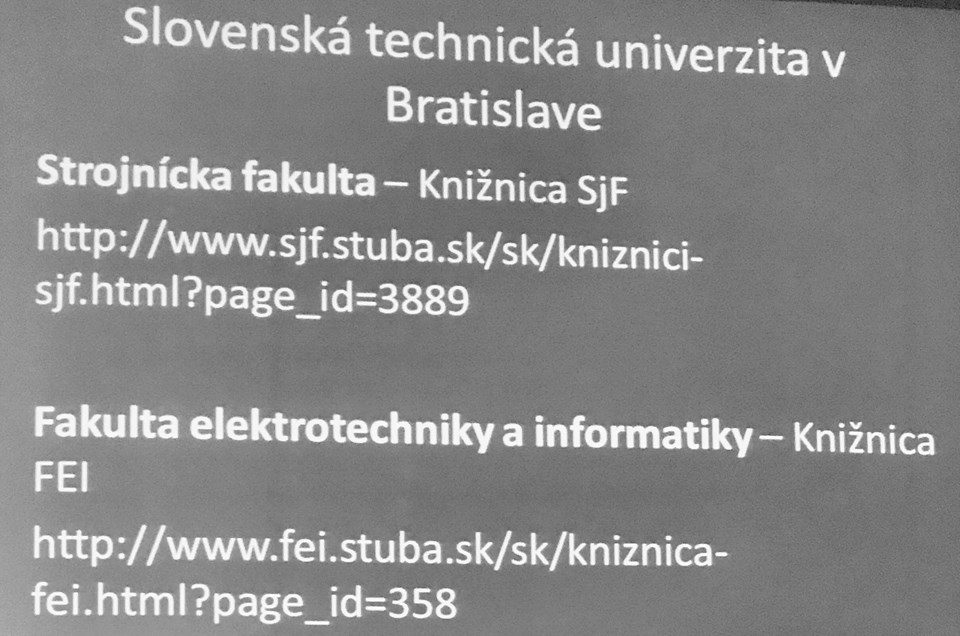 Slovenská technická univerzita v
Bratislave
Strojnícka fakulta – Knižnica SjF
http://www.sjf.stuba.sk/sk/kniznici-
sjf.html?page_id=3889
Fakulta elektrotechniky a informatiky – Knižnica
FEI
http://www.fei.stuba.sk/sk/kniznica-
fei.html?page_id=358